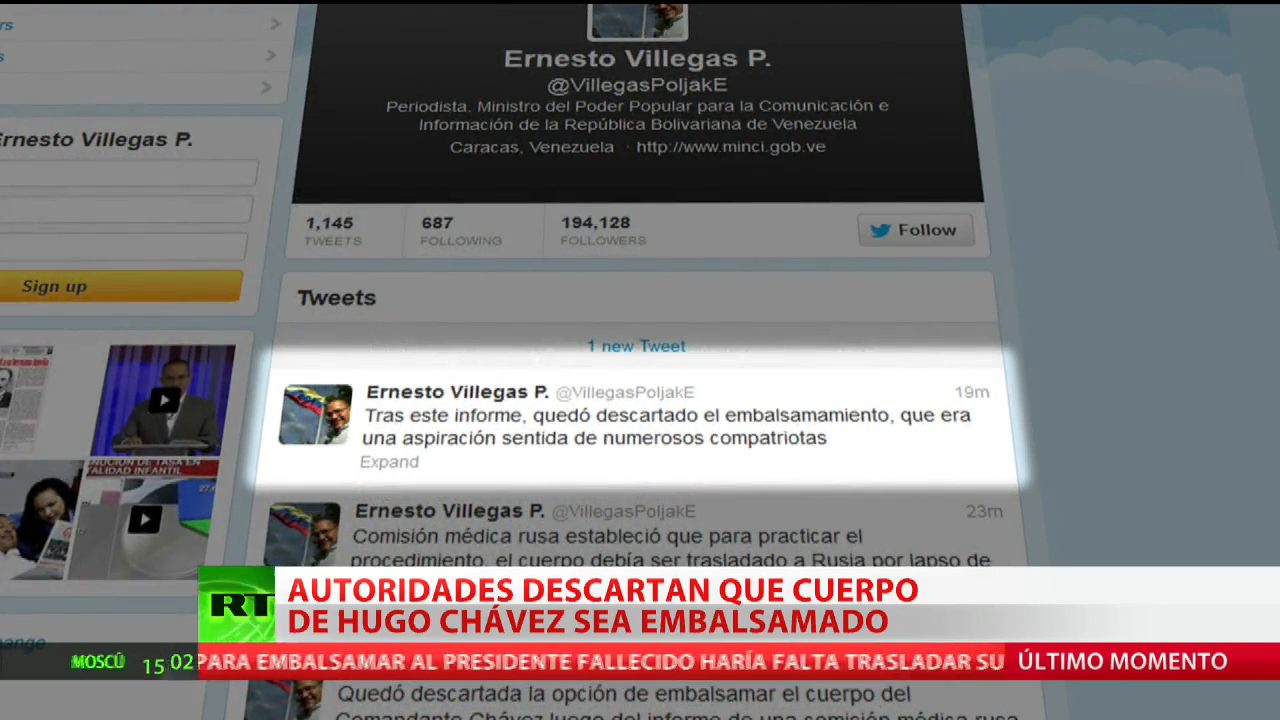 Ernesto Villegas P.
@VillegasPoljakE
Periodista. Ministro del Poder Popular para la Comunicación e
Información de la República Bolivariana de Venezuela
Caracas, Venezuela · http://www.minci.gob.ve
Ernesto Villegas P.
Sign up
1,145
TWEETS
687
FOLLOWING
194,128
FOLLOWERS
Follow
Tweets
1 new Tweet
Ernesto Villegas P. @VillegasPoljakE 19m
Tras este informe, quedó descartado el embalsamamiento, que era
una aspiración sentida de numerosos compatriotas
Expand
Ernesto Villegas P. @VillegasPoljakE 23m
Comisión médica rusa estableció que para practicar el
procedimiento, el cuerpo debía ser trasladado a Rusia por lapso de
RT
AUTORIDADES DESCARTAN QUE CUERPO
DE HUGO CHÁVEZ SEA EMBALSAMADO
MOSCÚ 15:02
PARA EMBALSAMAR AL PRESIDENTE FALLECIDO HARÍA FALTA TRASLADAR SU
ÚLTIMO MOMENTO
Quedó descartada la opción de embalsamar el cuerpo del
Comandante Chávez luego del informe de una comisión médica rusa